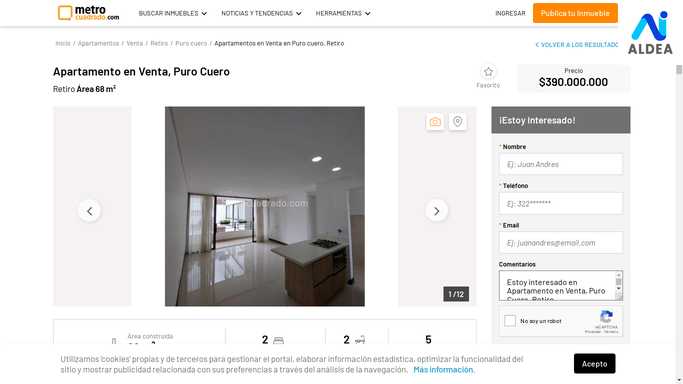 metro
cuadrado.com
BUSCAR INMUEBLES
NOTICIAS Y TENDENCIAS
HERRAMIENTAS
INGRESAR
Publica tu Inmueble
ALDEA
Inicio / Apartamentos / Venta / Retiro / Puro cuero / Apartamentos en Venta en Puro cuero, Retiro
VOLVER A LOS RESULTADO
Apartamento en Venta, Puro Cuero
Retiro Área 68 m²
Favorito
Precio
$390.000.000
cuadrado.com
1 /12
¡Estoy Interesado!
* Nombre
Ej: Juan Andres
* Teléfono
Ej: 322*******
* Email
Ej: juanandres@email.com
Comentarios
Estoy interesado en
Apartamento en Venta, Puro
Cuero, Retiro
No soy un robot
reCAPTCHA
Privacidad - Términos
Área construida
2
2
5
Utilizamos 'cookies' propias y de terceros para gestionar el portal, elaborar información estadística, optimizar la funcionalidad del
sitio y mostrar publicidad relacionada con sus preferencias a través del análisis de la navegación. Más información.
Acepto